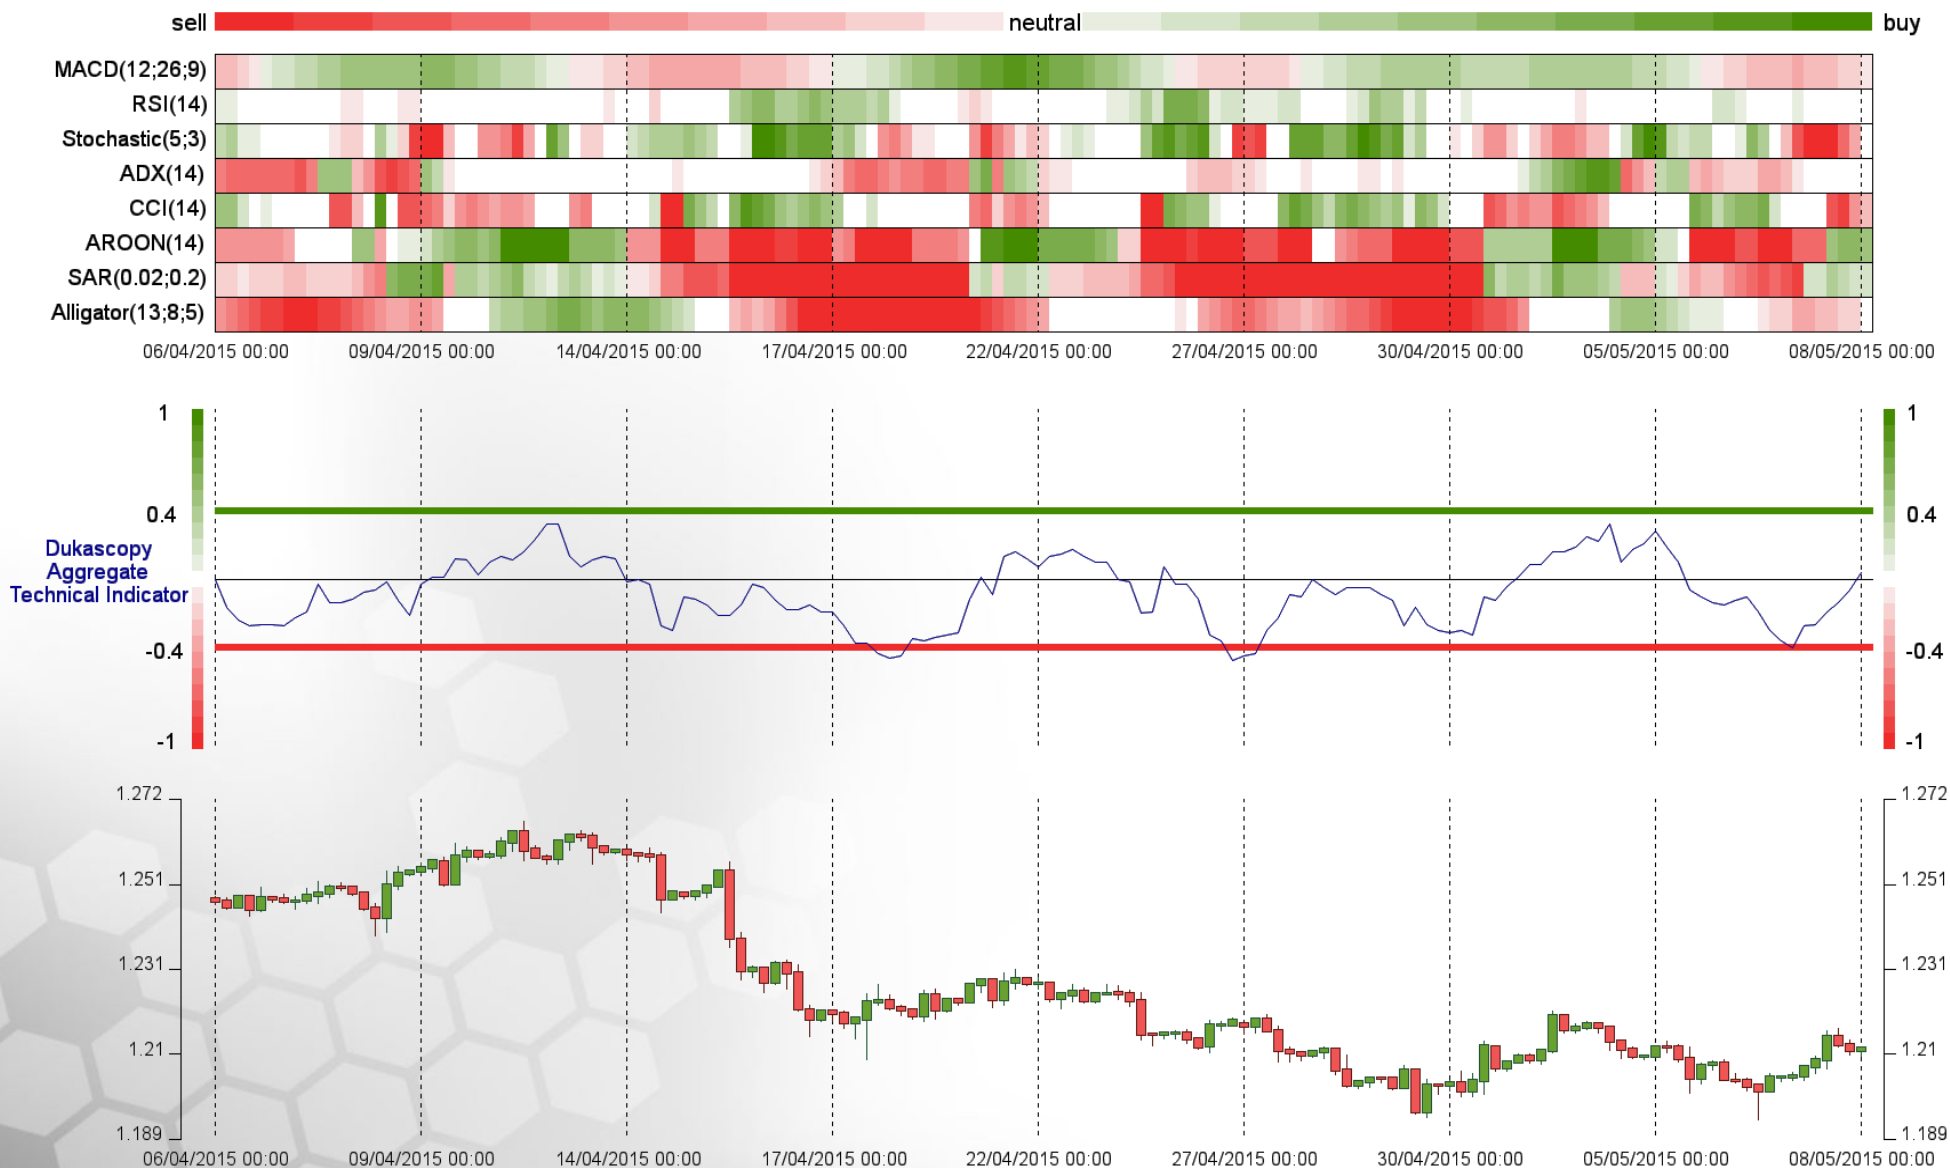 sell neutral buy
MACD(12;26;9)
RSI(14)
Stochastic(5;3)
ADX(14)
CCI(14)
AROON(14)
SAR(0.02;0.2)
Alligator(13;8;5)
06/04/2015 00:00 09/04/2015 00:00 14/04/2015 00:00 17/04/2015 00:00 22/04/2015 00:00 27/04/2015 00:00 30/04/2015 00:00 05/05/2015 00:00 08/05/2015 00:00
1 1
0.4 0.4
Dukascopy
Aggregate
Technical Indicator
-0.4 -0.4
-1 -1
1.272 1.272
1.251 1.251
1.231 1.231
1.21 1.21
1.189 1.189
06/04/2015 00:00 09/04/2015 00:00 14/04/2015 00:00 17/04/2015 00:00 22/04/2015 00:00 27/04/2015 00:00 30/04/2015 00:00 05/05/2015 00:00 08/05/2015 00:00